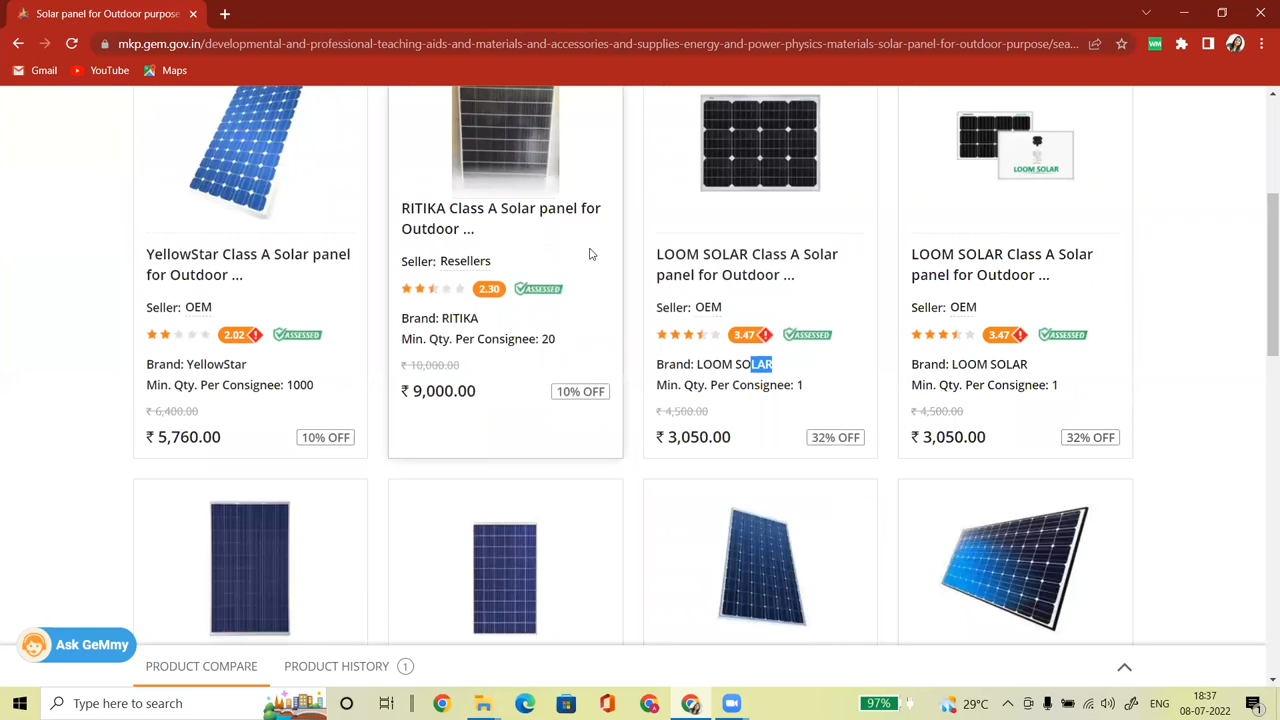 Solar panel for Outdoor purpose
mkp.gem.gov.in/developmental-and-professional-teaching-aids-and-materials-and-accessories-and-supplies-energy-and-power-physics-materials-solar-panel-for-outdoor-purpose/sea...
WM
Gmail
YouTube
Maps
LOOM SOLAR
YellowStar Class A Solar panel
for Outdoor ...
Seller: OEM
2.02
ASSESSED
Brand: YellowStar
Min. Qty. Per Consignee: 1000
₹ 6,400.00
₹ 5,760.00
10% OFF
RITIKA Class A Solar panel for
Outdoor ...
Seller: Resellers
2.30
ASSESSED
Brand: RITIKA
Min. Qty. Per Consignee: 20
₹ 10,000.00
₹ 9,000.00
10% OFF
LOOM SOLAR Class A Solar
panel for Outdoor ...
Seller: OEM
3.47
ASSESSED
Brand: LOOM SOLAR
Min. Qty. Per Consignee: 1
₹ 4,500.00
₹ 3,050.00
32% OFF
LOOM SOLAR Class A Solar
panel for Outdoor ...
Seller: OEM
3.47
ASSESSED
Brand: LOOM SOLAR
Min. Qty. Per Consignee: 1
₹ 4,500.00
₹ 3,050.00
32% OFF
Ask GeMmy
PRODUCT COMPARE
PRODUCT HISTORY 1
Type here to search
97%
29°C
ENG
18:37
08-07-2022
1